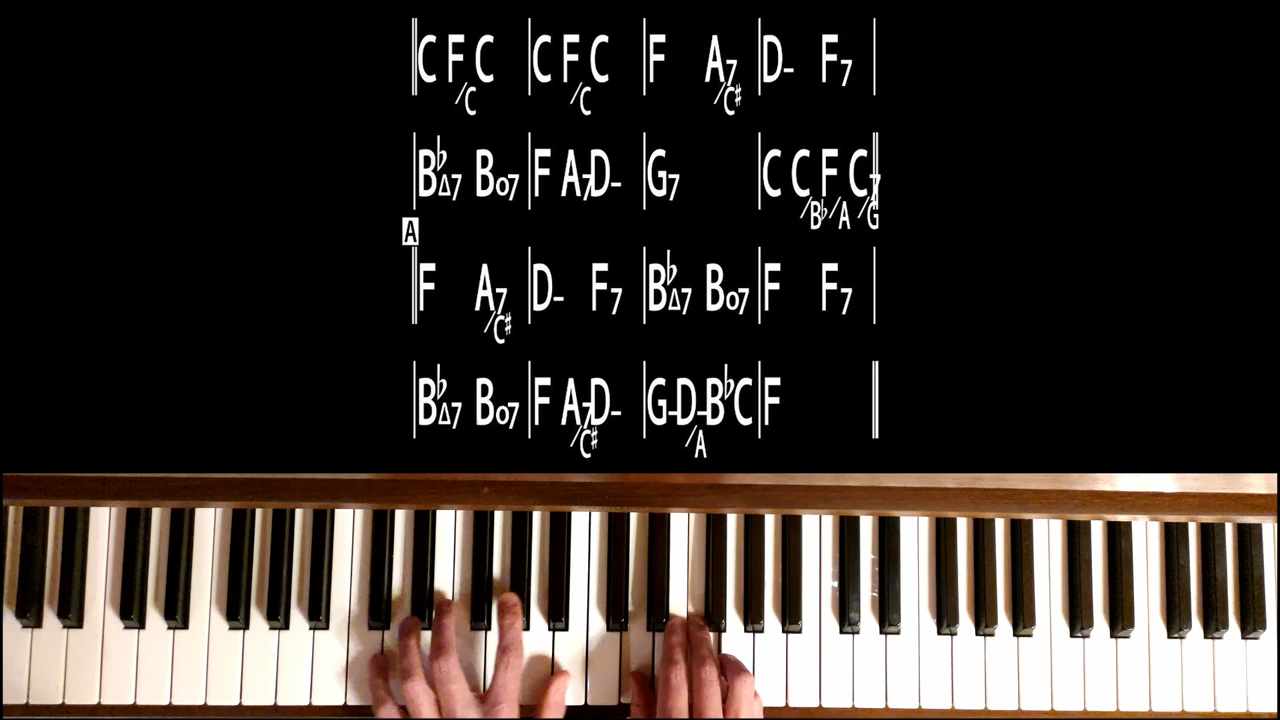 C F/C C | C F/C C | F A7/C♯ | D– F7
B♭Δ7 Bo7 | F A7 D– | G7 | C C/B♭ F/A C7/G
A
F A7/C♯ | D– F7 | B♭Δ7 Bo7 | F F7
B♭Δ7 Bo7 | F A7/C♯ D– | G– D–/A B♭ C | F